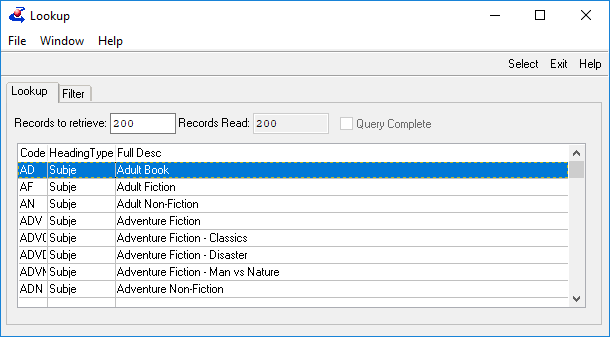 Lookup
File Window Help
Select Exit Help
Lookup Filter
Records to retrieve: 200 Records Read: 200 Query Complete
Code HeadingType Full Desc
AD Subje Adult Book
AF Subje Adult Fiction
AN Subje Adult Non-Fiction
ADV Subje Adventure Fiction
ADVC Subje Adventure Fiction - Classics
ADVD Subje Adventure Fiction - Disaster
ADVM Subje Adventure Fiction - Man vs Nature
ADN Subje Adventure Non-Fiction